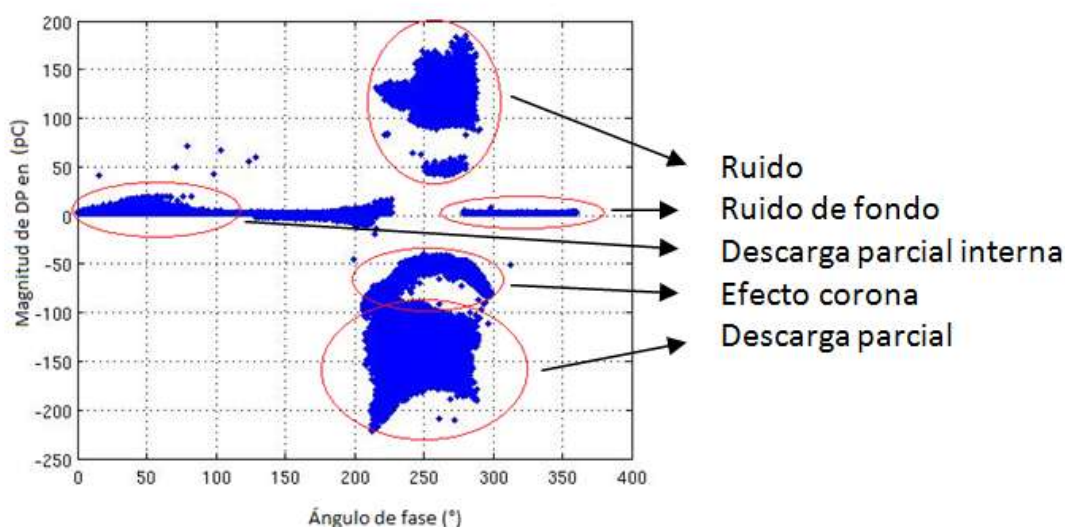 200
150
100
50
0
-50
-100
-150
-200
-250
0 50 100 150 200 250 300 350 400
Magnitud de DP en (pC)
Ángulo de fase (°)
Ruido
Ruido de fondo
Descarga parcial interna
Efecto corona
Descarga parcial